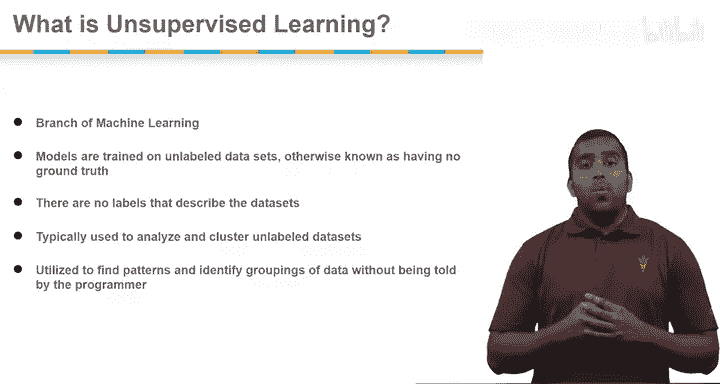 What is Unsupervised Learning?
Branch of Machine Learning
Models are trained on unlabeled data sets, otherwise known as having no
ground truth
There are no labels that describe the datasets
Typically used to analyze and cluster unlabeled datasets
Utilized to find patterns and identify groupings of data without being told
by the programmer
bilibili